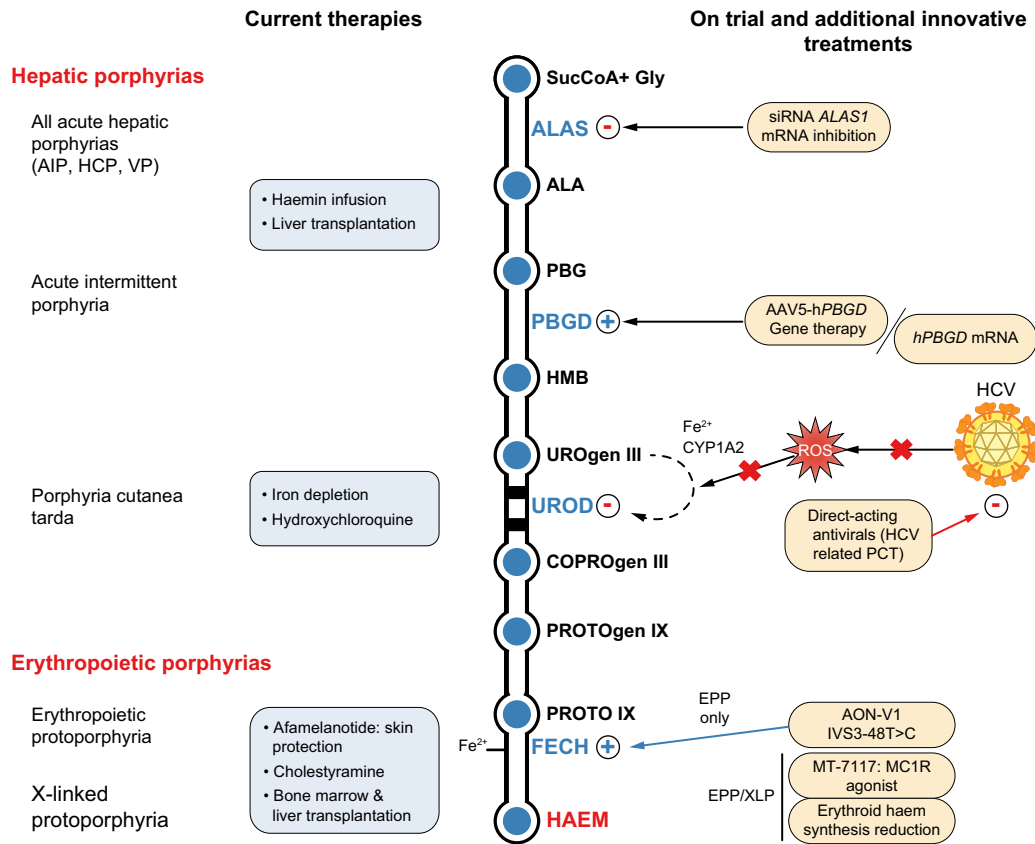 Current therapies
On trial and additional innovative
treatments
Hepatic porphyrias
All acute hepatic
porphyrias
(AIP, HCP, VP)
• Haemin infusion
• Liver transplantation
Acute intermittent
porphyria
Porphyria cutanea
tarda
• Iron depletion
• Hydroxychloroquine
Erythropoietic porphyrias
Erythropoietic
protoporphyria
X-linked
protoporphyria
• Afamelanotide: skin
protection
• Cholestyramine
• Bone marrow &
liver transplantation
SucCoA+ Gly
ALAS -
ALA
PBG
PBGD +
HMB
UROgen III
UROD -
COPROgen III
PROTOgen IX
PROTO IX
Fe²⁺
FECH +
HAEM
siRNA ALAS1
mRNA inhibition
AAV5-hPBGD
Gene therapy
hPBGD mRNA
HCV
Fe²⁺
CYP1A2
ROS
-
Direct-acting
antivirals (HCV
related PCT)
EPP
only
AON-V1
IVS3-48T>C
EPP/XLP
MT-7117: MC1R
agonist
Erythroid haem
synthesis reduction